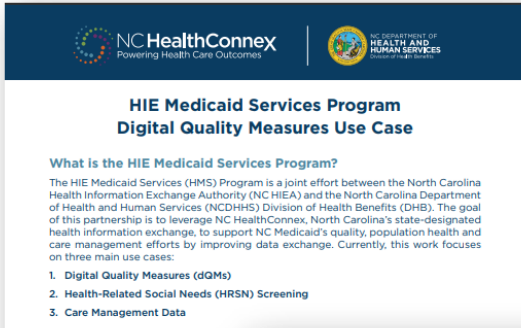 NC HealthConnex
Powering Health Care Outcomes
NC DEPARTMENT OF
HEALTH AND
HUMAN SERVICES
Division of Health Benefits
HIE Medicaid Services Program
Digital Quality Measures Use Case
What is the HIE Medicaid Services Program?
The HIE Medicaid Services (HMS) Program is a joint effort between the North Carolina
Health Information Exchange Authority (NC HIEA) and the North Carolina Department
of Health and Human Services (NCDHHS) Division of Health Benefits (DHB). The goal
of this partnership is to leverage NC HealthConnex, North Carolina's state-designated
health information exchange, to support NC Medicaid's quality, population health and
care management efforts by improving data exchange. Currently, this work focuses
on three main use cases:
1. Digital Quality Measures (dQMs)
2. Health-Related Social Needs (HRSN) Screening
3. Care Management Data